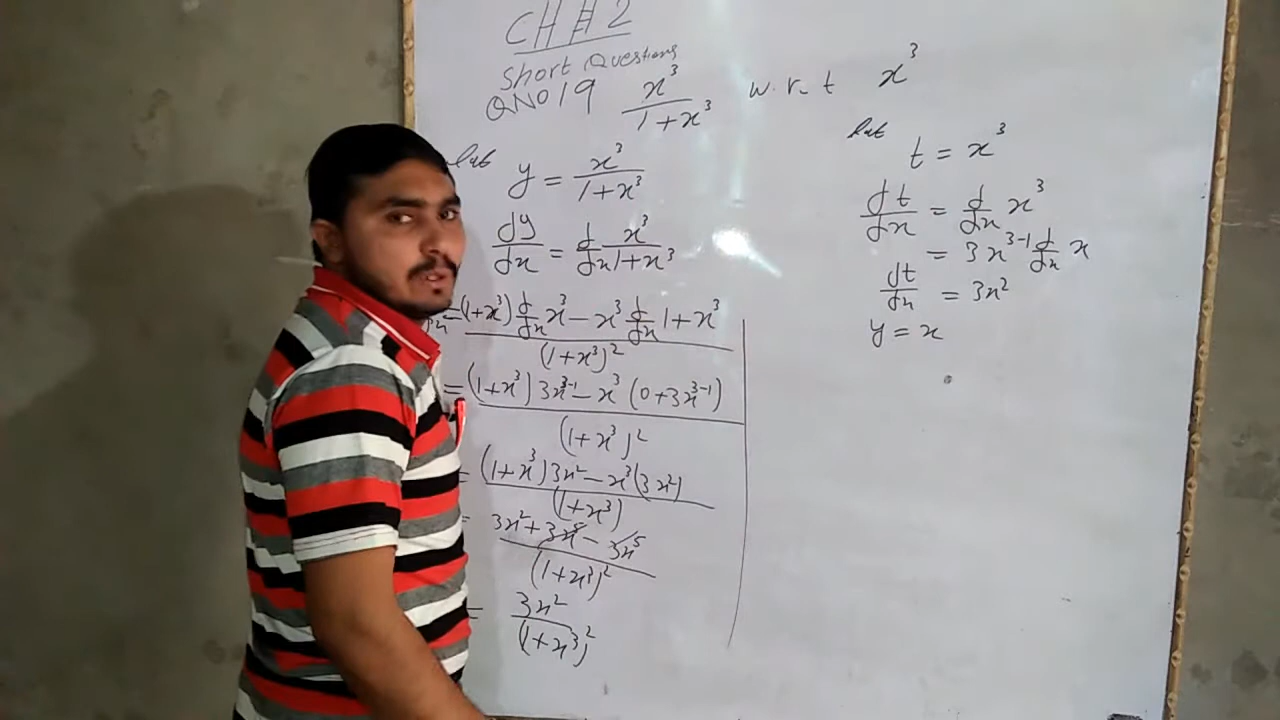 CH # 2
Short Questions
Q NO 19 x³/(1+x³) w.r.t x³
let y = x³/(1+x³)
dy/dx = d/dx x³/(1+x³)
= ((1+x³) d/dx x³ − x³ d/dx 1+x³)/(1+x³)²
= ((1+x³) 3x³⁻¹ − x³ (0+3x³⁻¹))/(1+x³)²
= ((1+x³) 3x² − x³(3x²))/(1+x³)
= (3x² + 3x⁵ − 3x⁵)/(1+x³)²
= 3x²/(1+x³)²
let
t = x³
dt/dx = d/dx x³
= 3x³⁻¹ d/dx x
dt/dx = 3x²
y = x